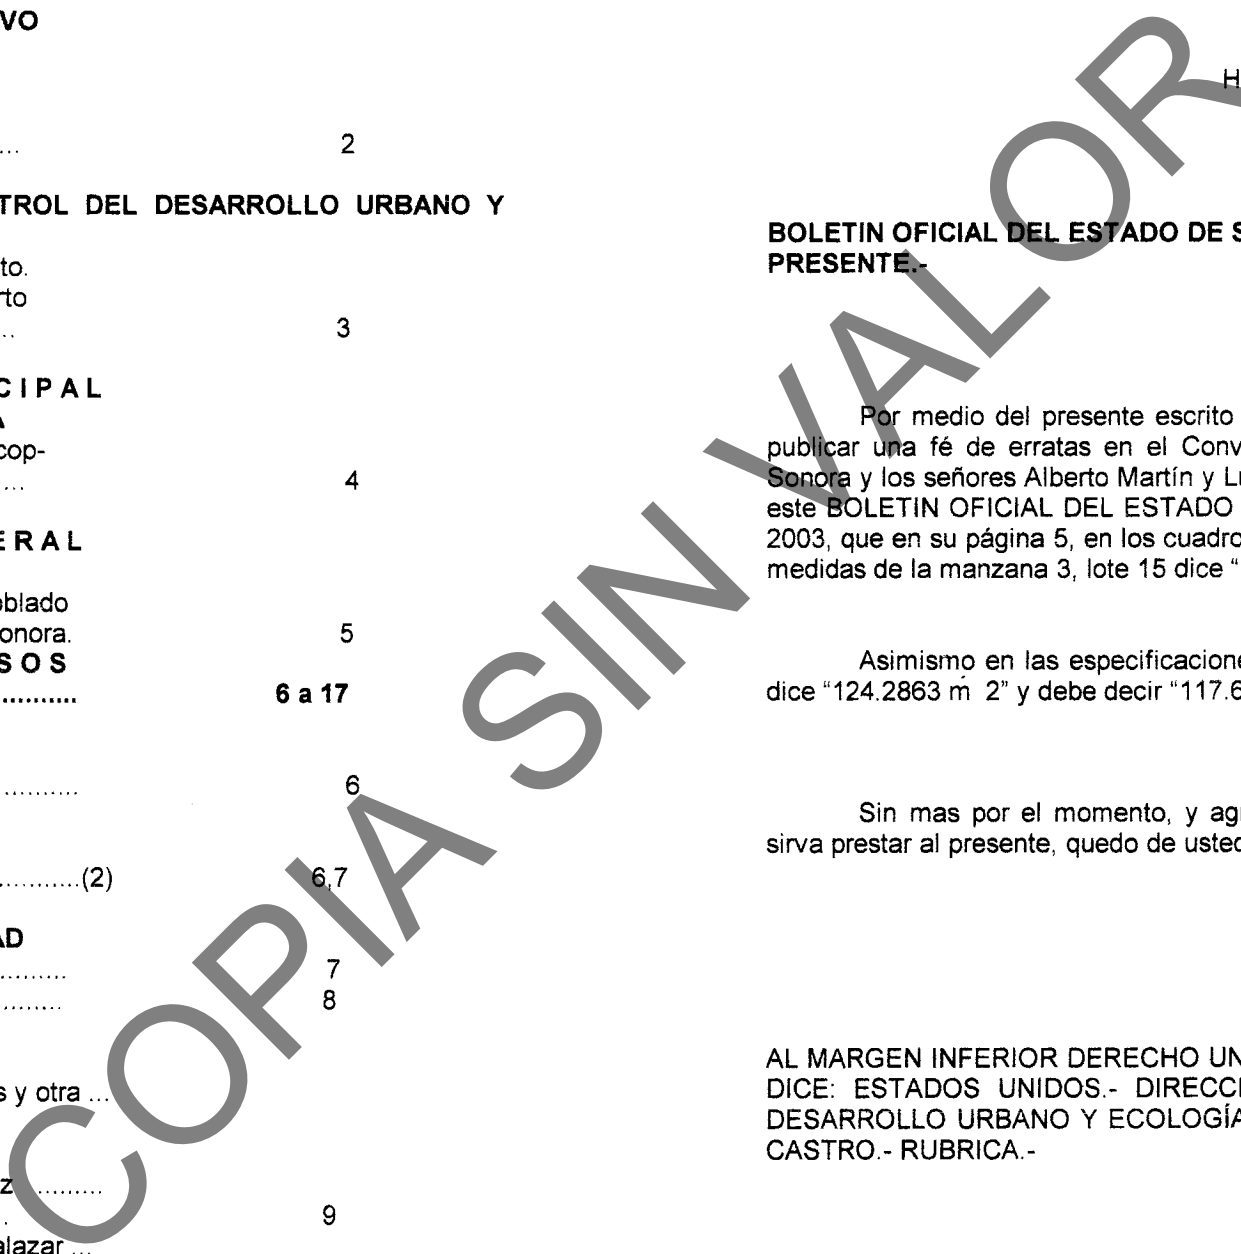 VO
... 2
TROL DEL DESARROLLO URBANO Y
to.
rto
.. 3
CIPAL
A
cop-
... 4
ERAL
oblado
onora. 5
SOS
.......... 6 a 17
.......... 6
...........(2) 6,7
AD
......... 7
......... 8
s y otra ...
z ..........
. 9
alazar ...
H
BOLETIN OFICIAL DEL ESTADO DE S
PRESENTE.-
Por medio del presente escrito
publicar una fé de erratas en el Conv
Sonora y los señores Alberto Martín y Lu
este BOLETIN OFICIAL DEL ESTADO
2003, que en su página 5, en los cuadro
medidas de la manzana 3, lote 15 dice “
Asimismo en las especificacione
dice “124.2863 m 2” y debe decir “117.6
Sin mas por el momento, y agr
sirva prestar al presente, quedo de usted
AL MARGEN INFERIOR DERECHO UN
DICE: ESTADOS UNIDOS.- DIRECCI
DESARROLLO URBANO Y ECOLOGÍA
CASTRO.- RUBRICA.-
COPIA SIN VALOR